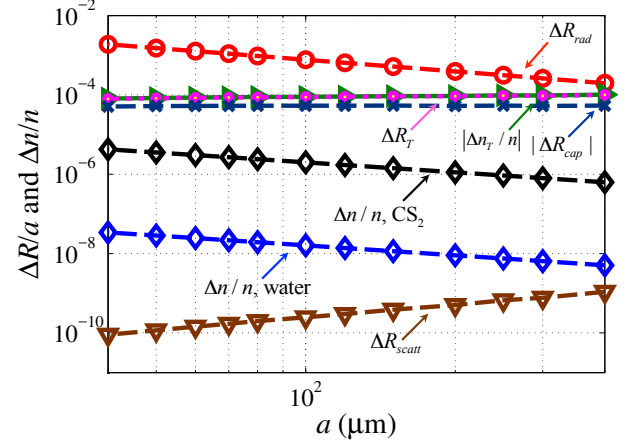 10⁻²
10⁻⁴
10⁻⁶
10⁻⁸
10⁻¹⁰
ΔR/a and Δn/n
ΔR_rad
ΔR_T
|Δn_T / n|
| ΔR_cap |
Δn / n, CS₂
Δn / n, water
ΔR_scatt
10²
a (μm)